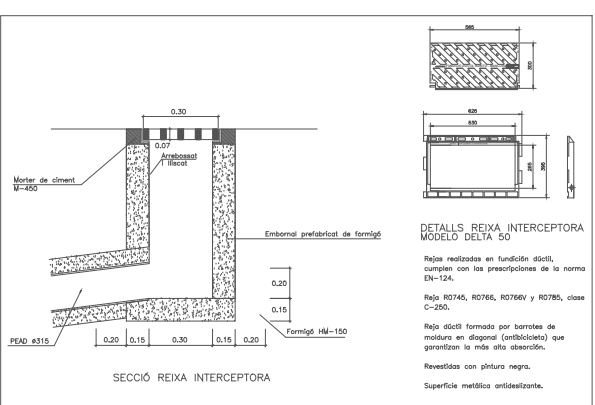 0.30
0.07
Arrebossat
i lliscat
Morter de ciment
M-450
Embornal prefabricat de formigó
0.20
0.15
PEAD ø315
0.20 0.15 0.30 0.15 0.20
Formigó HM-150
SECCIÓ REIXA INTERCEPTORA
565
300
625
530
265
395
DETALLS REIXA INTERCEPTORA
MODELO DELTA 50
Rejas realizadas en fundición dúctil,
cumplen con las prescripciones de la norma
EN-124.
Reja R0745, R0766, R0766V y R0785, clase
C-250.
Reja dúctil formada por barrotes de
moldura en diagonal (antibicicleta) que
garantizan la más alta absorción.
Revestidas con pintura negra.
Superficie metálica antideslizante.